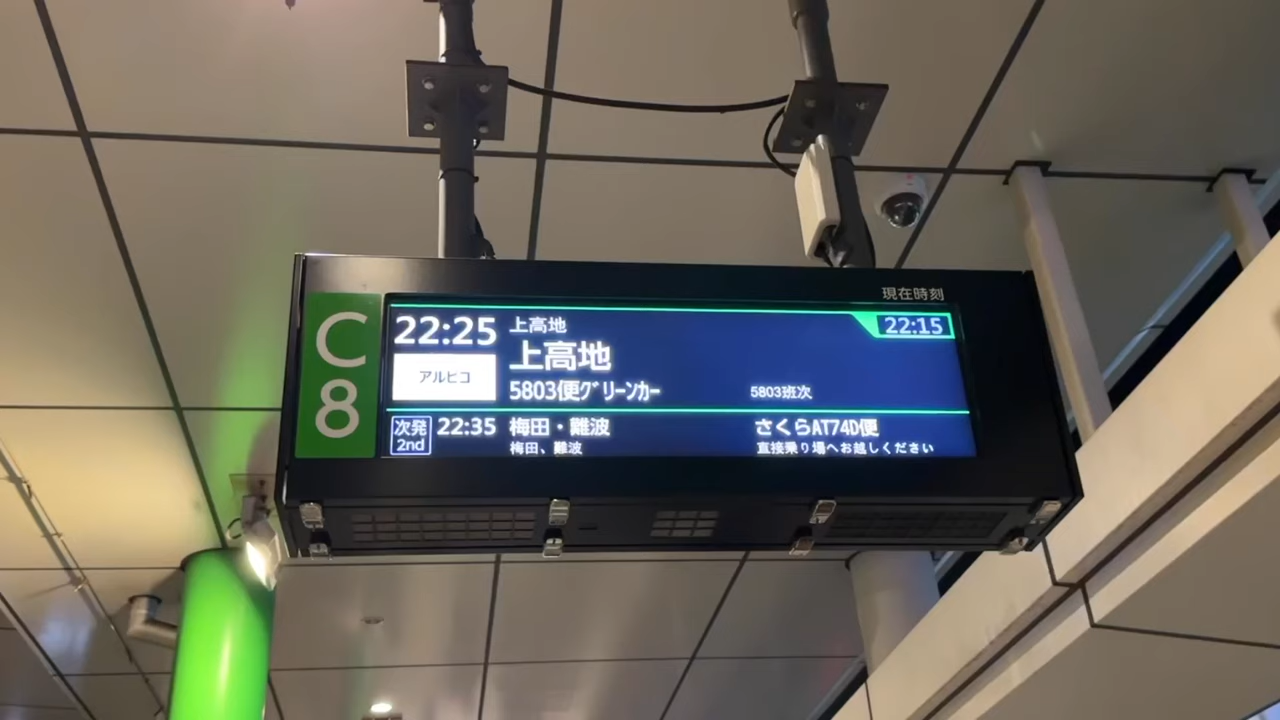 現在時刻
C
8
22:25
上高地
22:15
上高地
アルピコ
5803便グリーンカー
5803班次
次発
2nd
22:35
梅田・難波
さくらAT74D便
梅田、難波
直接乗り場へお越しください